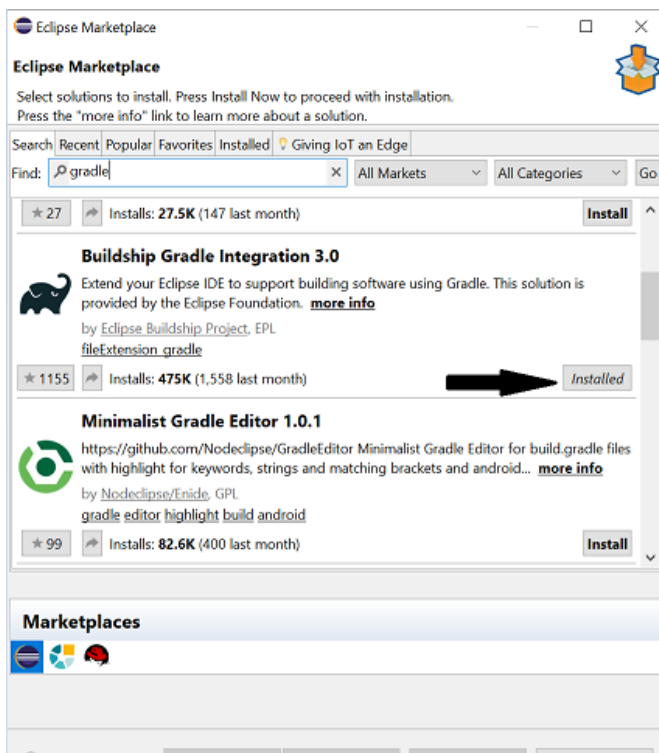 Eclipse Marketplace
Eclipse Marketplace
Select solutions to install. Press Install Now to proceed with installation.
Press the "more info" link to learn more about a solution.
Search Recent Popular Favorites Installed Giving IoT an Edge
Find: gradle All Markets All Categories Go
27 Installs: 27.5K (147 last month) Install
Buildship Gradle Integration 3.0
Extend your Eclipse IDE to support building software using Gradle. This solution is
provided by the Eclipse Foundation. more info
by Eclipse Buildship Project, EPL
fileExtension gradle
1155 Installs: 475K (1,558 last month) Installed
Minimalist Gradle Editor 1.0.1
https://github.com/Nodeclipse/GradleEditor Minimalist Gradle Editor for build.gradle files
with highlight for keywords, strings and matching brackets and android... more info
by Nodeclipse/Enide, GPL
gradle editor highlight build android
99 Installs: 82.6K (400 last month) Install
Marketplaces